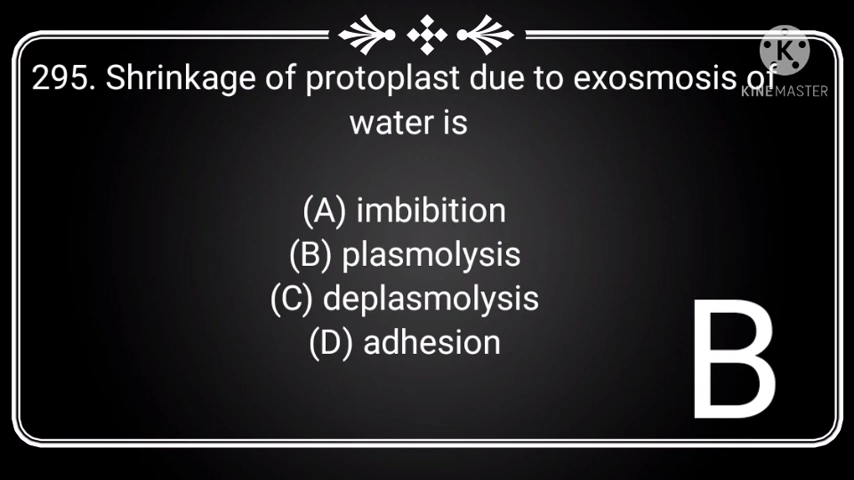 295. Shrinkage of protoplast due to exosmosis of
water is
(A) imbibition
(B) plasmolysis
(C) deplasmolysis
(D) adhesion
B
K
KINEMASTER